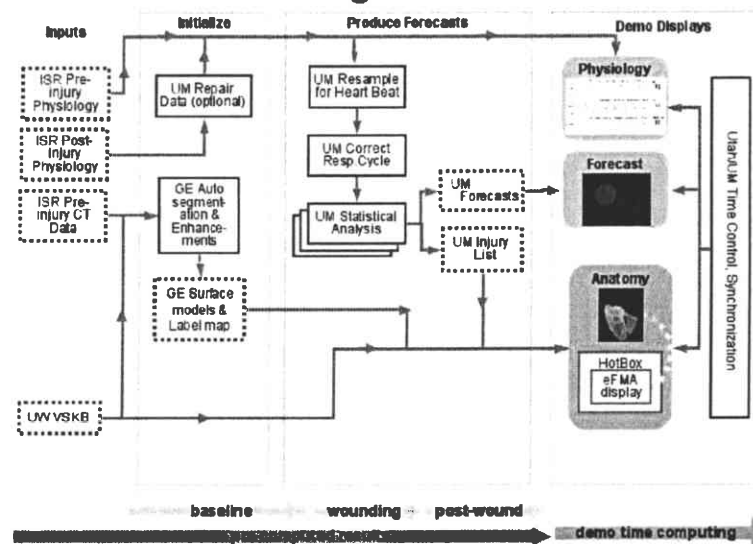 Inputs
Initialize
Produce Forecasts
Demo Displays
ISR Pre-
injury
Physiology
UM Repair
Data (optional)
ISR Post-
Injury
Physiology
ISR Pre-
injury CT
Data
GE Auto
segment-
ation &
Enhance-
ments
GE Surface
models &
Label map
UW VSKB
UM Resample
for Heart Beat
UM Correct
Resp Cycle
UM Statistical
Analysis
UM
Forecasts
UM Injury
List
Physiology
Forecast
Anatomy
HotBox
eFMA
display
Utah/UM Time Control, Synchronization
baseline
wounding
post-wound
demo time computing